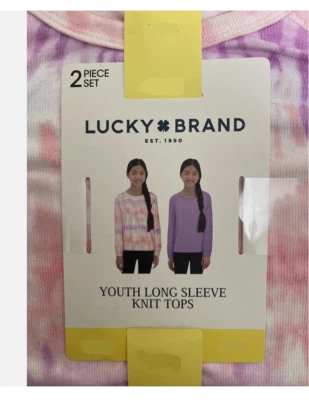 2 PIECE
SET
LUCKY BRAND
EST. 1990
YOUTH LONG SLEEVE
KNIT TOPS